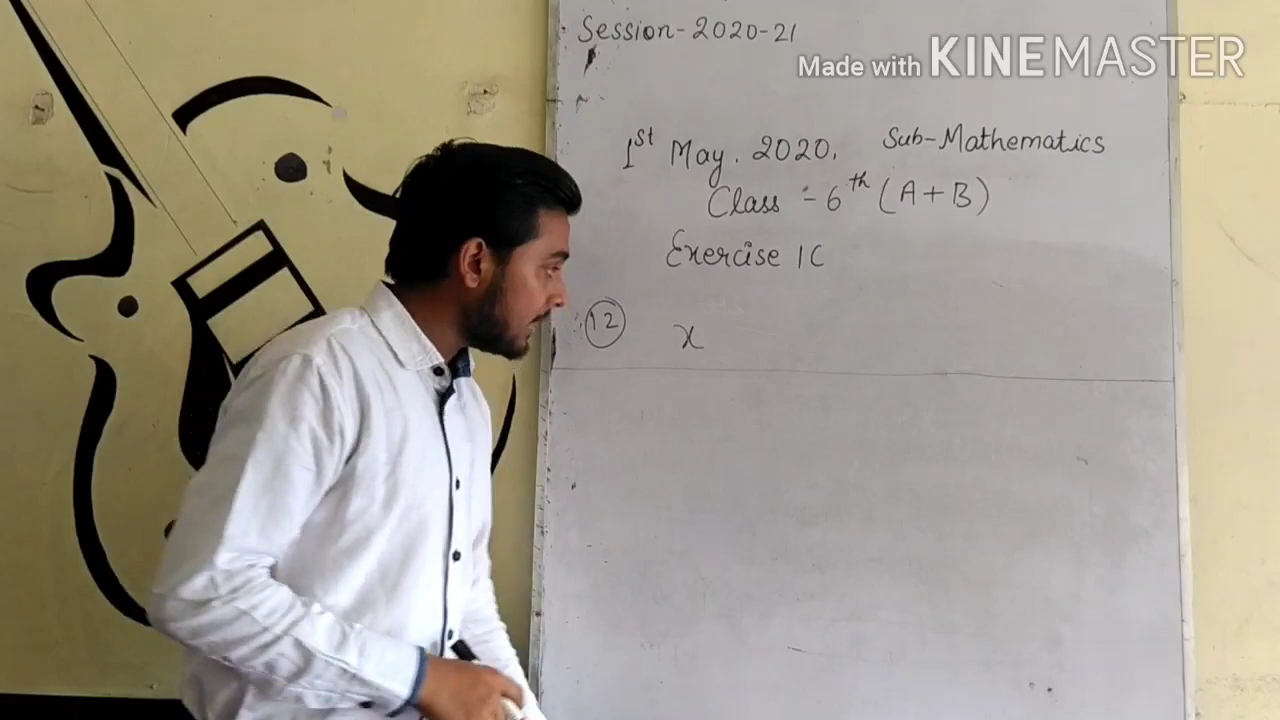 Session-2020-21
Made with KINEMASTER
1st May. 2020. Sub-Mathematics
Class :- 6th (A+B)
Exercise 1C
12 x